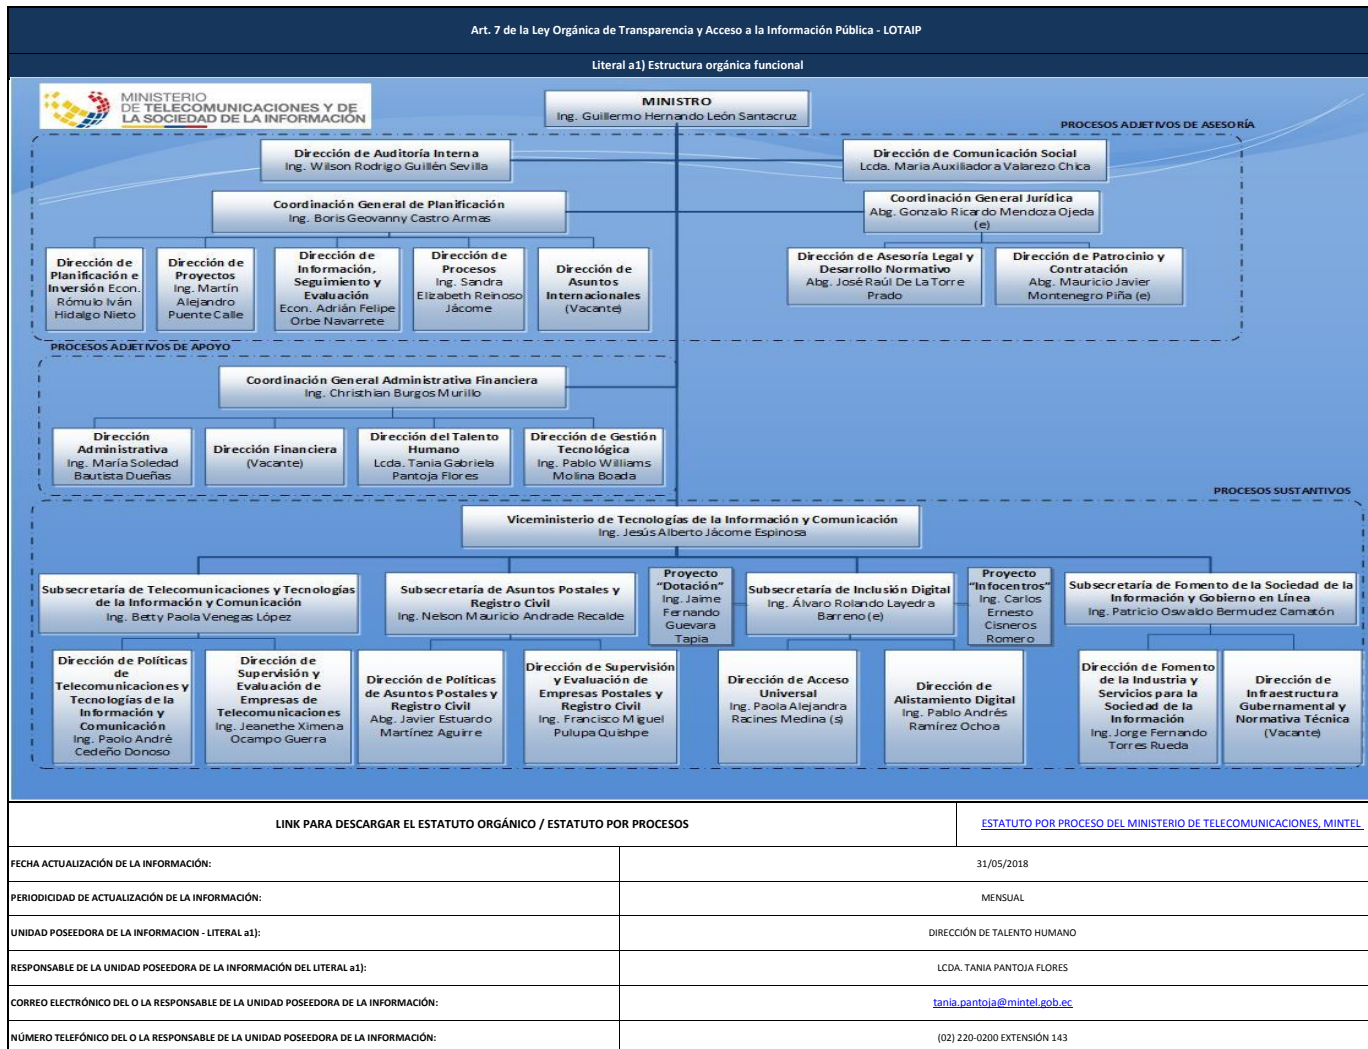 Art. 7 de la Ley Orgánica de Transparencia y Acceso a la Información Pública - LOTAIP
Literal a1) Estructura orgánica funcional
MINISTERIO
DE TELECOMUNICACIONES Y DE
LA SOCIEDAD DE LA INFORMACIÓN
MINISTRO
Ing. Guillermo Hernando León Santacruz
PROCESOS ADJETIVOS DE ASESORÍA
Dirección de Auditoría Interna
Ing. Wilson Rodrigo Guillén Sevilla
Dirección de Comunicación Social
Lcda. Maria Auxiliadora Valarezo Chica
Coordinación General de Planificación
Ing. Boris Geovanny Castro Armas
Coordinación General Jurídica
Abg. Gonzalo Ricardo Mendoza Ojeda
(e)
Dirección de
Planificación e
Inversión Econ.
Rómulo Iván
Hidalgo Nieto
Dirección de
Proyectos
Ing. Martín
Alejandro
Puente Calle
Dirección de
Información,
Seguimiento y
Evaluación
Econ. Adrián Felipe
Orbe Navarrete
Dirección de
Procesos
Ing. Sandra
Elizabeth Reinoso
Jácome
Dirección de
Asuntos
Internacionales
(Vacante)
Dirección de Asesoría Legal y
Desarrollo Normativo
Abg. José Raúl De La Torre
Prado
Dirección de Patrocinio y
Contratación
Abg. Mauricio Javier
Montenegro Piña (e)
PROCESOS ADJETIVOS DE APOYO
Coordinación General Administrativa Financiera
Ing. Christhian Burgos Murillo
Dirección
Administrativa
Ing. María Soledad
Bautista Dueñas
Dirección Financiera
(Vacante)
Dirección del Talento
Humano
Lcda. Tania Gabriela
Pantoja Flores
Dirección de Gestión
Tecnológica
Ing. Pablo Williams
Molina Boada
PROCESOS SUSTANTIVOS
Viceministerio de Tecnologías de la Información y Comunicación
Ing. Jesús Alberto Jácome Espinosa
Subsecretaría de Telecomunicaciones y Tecnologías
de la Información y Comunicación
Ing. Betty Paola Venegas López
Subsecretaría de Asuntos Postales y
Registro Civil
Ing. Nelson Mauricio Andrade Recalde
Proyecto
"Dotación"
Ing. Jaime
Fernando
Guevara
Tapia
Subsecretaría de Inclusión Digital
Ing. Álvaro Rolando Layedra
Barreno (e)
Proyecto
"Infocentros"
Ing. Carlos
Ernesto
Cisneros
Romero
Subsecretaría de Fomento de la Sociedad de la
Información y Gobierno en Línea
Ing. Patricio Oswaldo Bermudez Camatón
Dirección de Políticas
de
Telecomunicaciones y
Tecnologías de la
Información y
Comunicación
Ing. Paolo André
Cedeño Donoso
Dirección de
Supervisión y
Evaluación de
Empresas de
Telecomunicaciones
Ing. Jeanethe Ximena
Ocampo Guerra
Dirección de Políticas
de Asuntos Postales y
Registro Civil
Abg. Javier Estuardo
Martínez Aguirre
Dirección de Supervisión
y Evaluación de
Empresas Postales y
Registro Civil
Ing. Francisco Miguel
Pulupa Quishpe
Dirección de Acceso
Universal
Ing. Paola Alejandra
Racines Medina (s)
Dirección de
Alistamiento Digital
Ing. Pablo Andrés
Ramírez Ochoa
Dirección de Fomento
de la Industria y
Servicios para la
Sociedad de la
Información
Ing. Jorge Fernando
Torres Rueda
Dirección de
Infraestructura
Gubernamental y
Normativa Técnica
(Vacante)
LINK PARA DESCARGAR EL ESTATUTO ORGÁNICO / ESTATUTO POR PROCESOS
ESTATUTO POR PROCESO DEL MINISTERIO DE TELECOMUNICACIONES, MINTEL
FECHA ACTUALIZACIÓN DE LA INFORMACIÓN:
31/05/2018
PERIODICIDAD DE ACTUALIZACIÓN DE LA INFORMACIÓN:
MENSUAL
UNIDAD POSEEDORA DE LA INFORMACION - LITERAL a1):
DIRECCIÓN DE TALENTO HUMANO
RESPONSABLE DE LA UNIDAD POSEEDORA DE LA INFORMACIÓN DEL LITERAL a1):
LCDA. TANIA PANTOJA FLORES
CORREO ELECTRÓNICO DEL O LA RESPONSABLE DE LA UNIDAD POSEEDORA DE LA INFORMACIÓN:
tania.pantoja@mintel.gob.ec
NÚMERO TELEFÓNICO DEL O LA RESPONSABLE DE LA UNIDAD POSEEDORA DE LA INFORMACIÓN:
(02) 220-0200 EXTENSIÓN 143